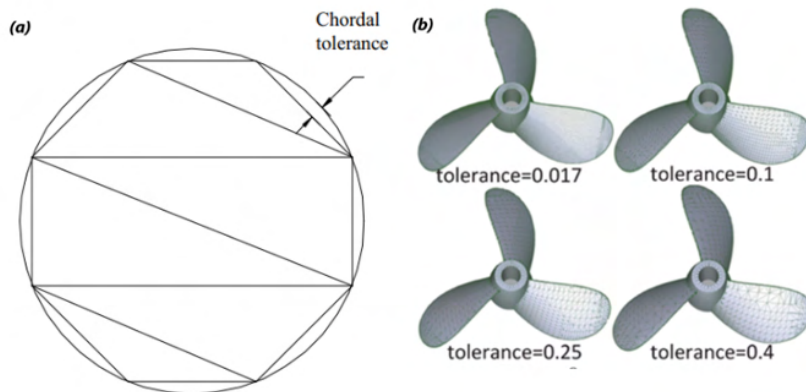 (a)
Chordal
tolerance
(b)
tolerance=0.017
tolerance=0.1
tolerance=0.25
tolerance=0.4